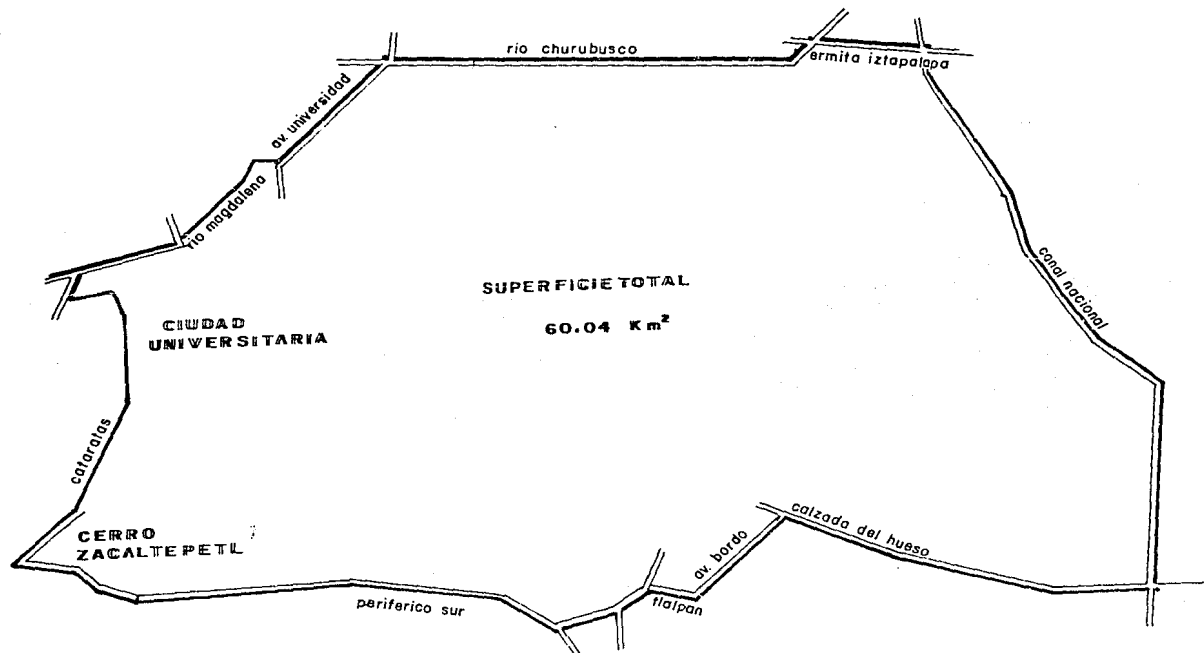 rio churubusco
ermita iztapalapa
av. universidad
rio magdalena
canal nacional
SUPERFICIE TOTAL
60.04 Km²
CIUDAD
UNIVERSITARIA
cataratas
CERRO
ZACALTEPETL
calzada del hueso
av. bordo
tlalpan
periferico sur